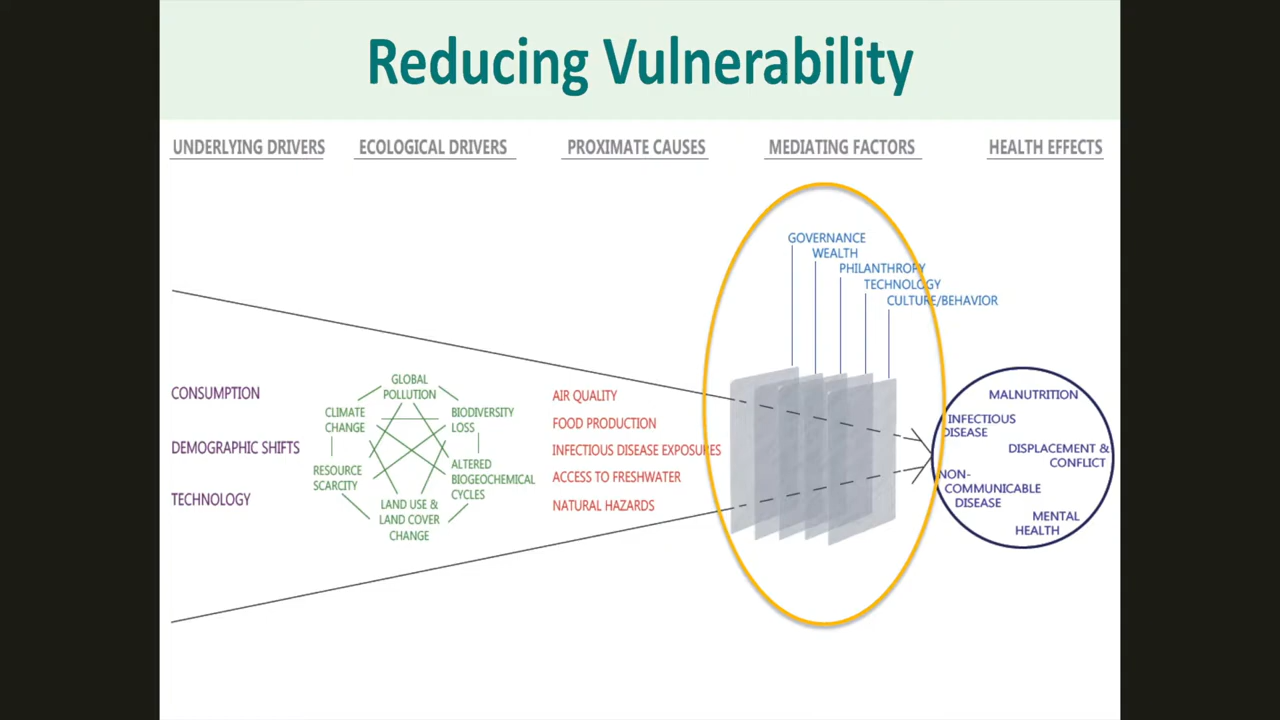 Reducing Vulnerability
UNDERLYING DRIVERS
ECOLOGICAL DRIVERS
PROXIMATE CAUSES
MEDIATING FACTORS
HEALTH EFFECTS
CONSUMPTION
DEMOGRAPHIC SHIFTS
TECHNOLOGY
GLOBAL
POLLUTION
CLIMATE
CHANGE
BIODIVERSITY
LOSS
RESOURCE
SCARCITY
ALTERED
BIOGEOCHEMICAL
CYCLES
LAND USE &
LAND COVER
CHANGE
AIR QUALITY
FOOD PRODUCTION
INFECTIOUS DISEASE EXPOSURES
ACCESS TO FRESHWATER
NATURAL HAZARDS
GOVERNANCE
WEALTH
PHILANTHROPY
TECHNOLOGY
CULTURE/BEHAVIOR
MALNUTRITION
INFECTIOUS
DISEASE
DISPLACEMENT &
CONFLICT
NON-
COMMUNICABLE
DISEASE
MENTAL
HEALTH